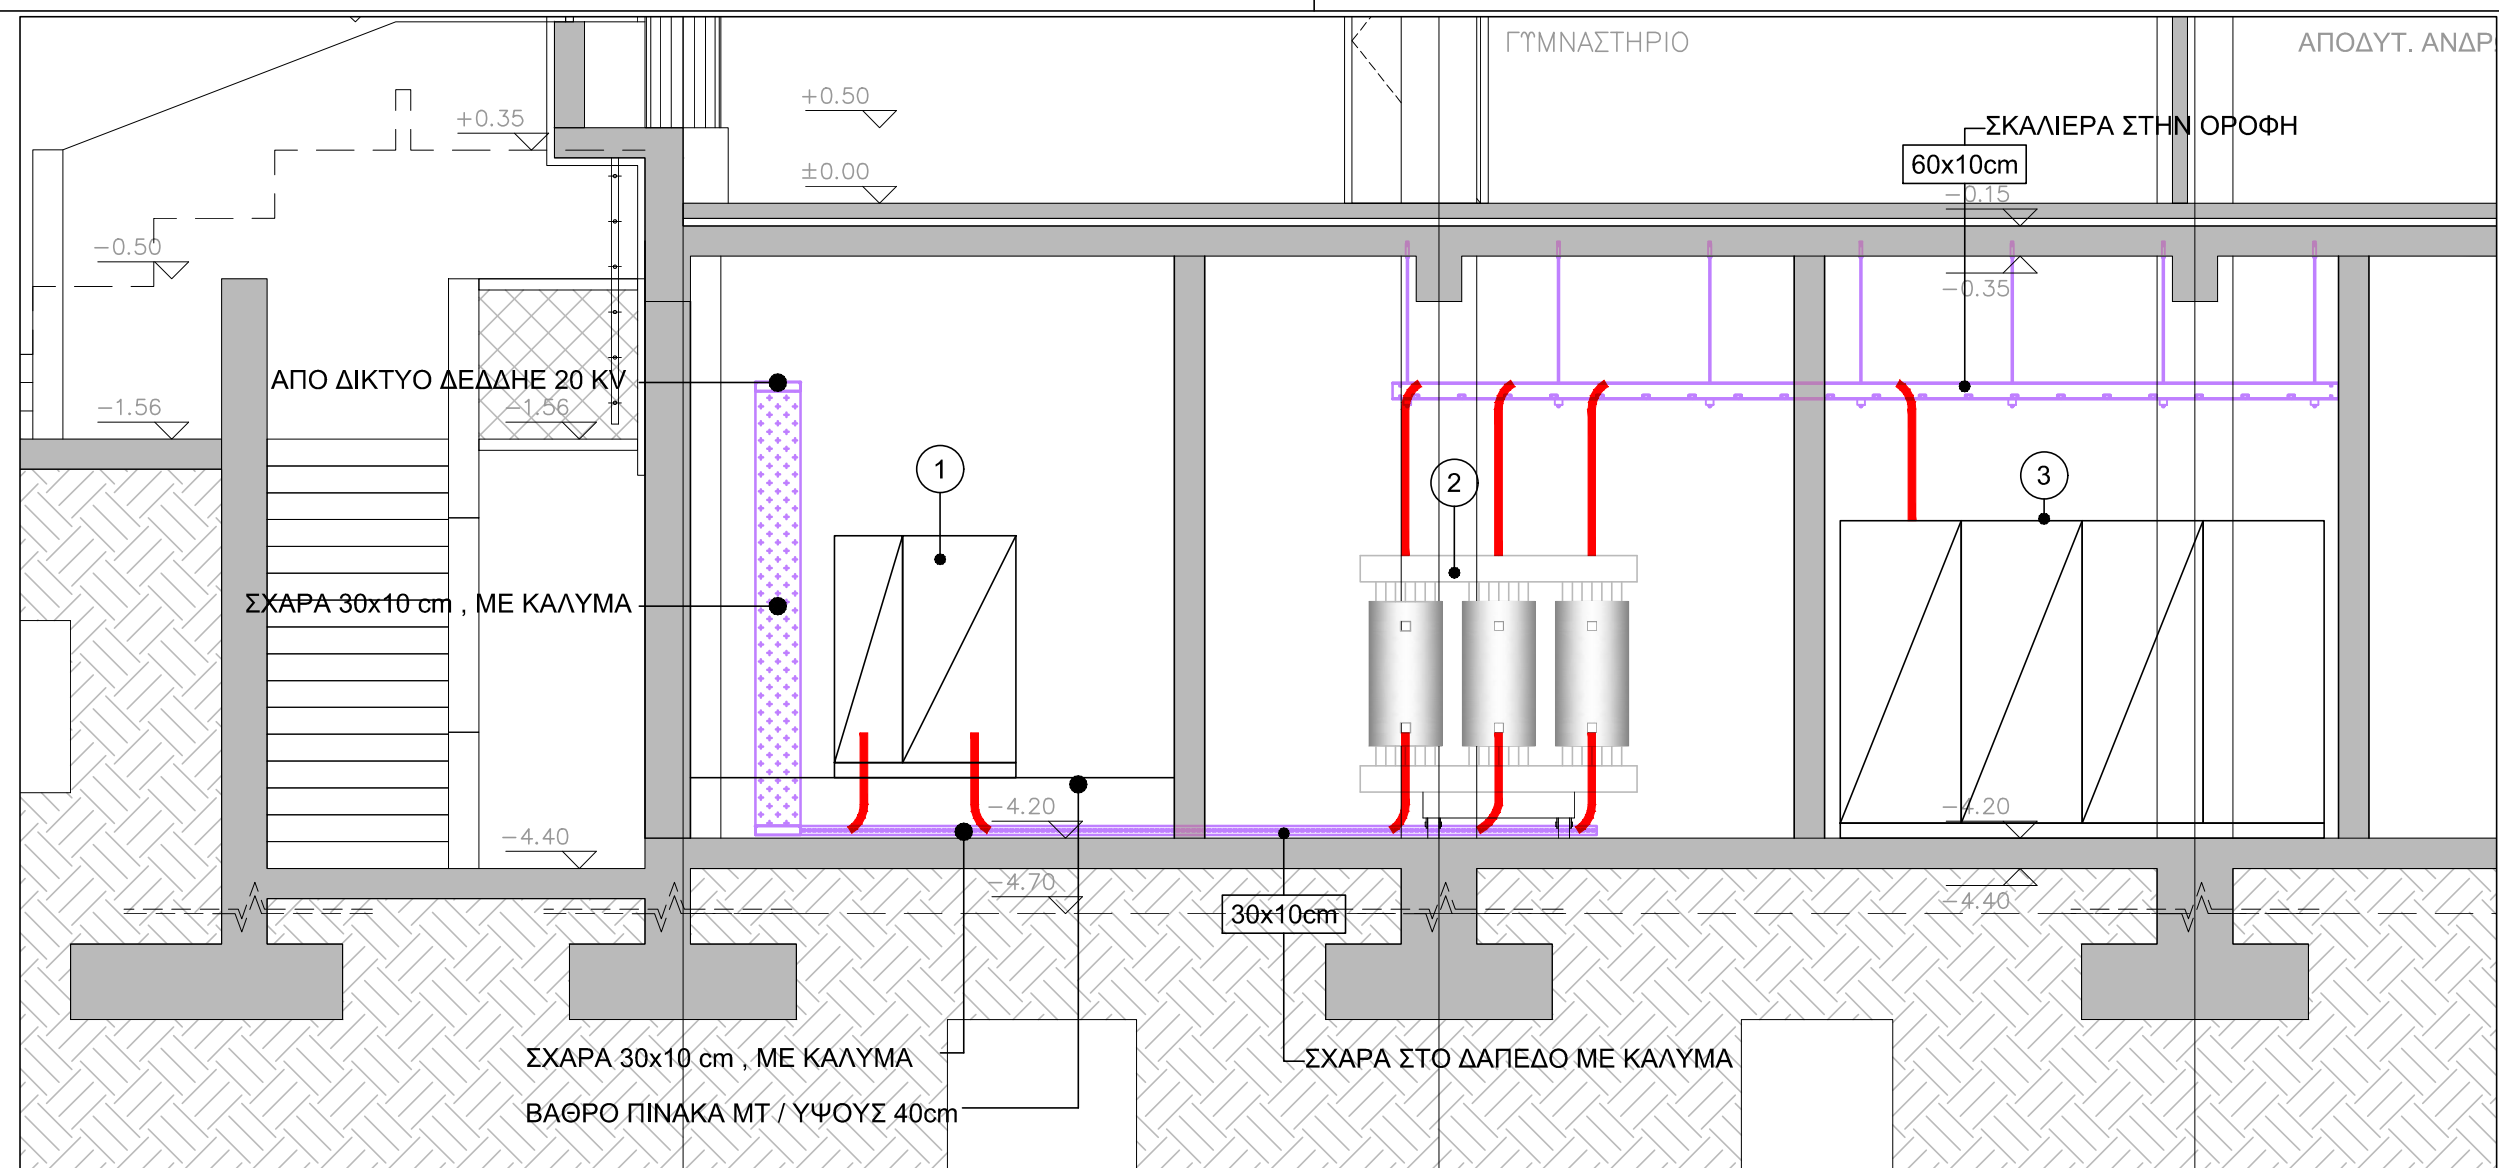 ΓΥΜΝΑΣΤΗΡΙΟ
ΑΠΟΔΥΤ. ΑΝΔΡ
+0.50
+0.35
ΣΚΑΛΙΕΡΑ ΣΤΗΝ ΟΡΟΦΗ
60x10cm
±0.00
-0.15
-0.50
-0.35
ΑΠΟ ΔΙΚΤΥΟ ΔΕΔΔΗΕ 20 KV
-1.56
-1.56
1
2
3
ΣΧΑΡΑ 30x10 cm , ΜΕ ΚΑΛΥΜΑ
-4.20
-4.20
-4.40
-4.70
-4.40
30x10cm
ΣΧΑΡΑ 30x10 cm , ΜΕ ΚΑΛΥΜΑ
ΣΧΑΡΑ ΣΤΟ ΔΑΠΕΔΟ ΜΕ ΚΑΛΥΜΑ
ΒΑΘΡΟ ΠΙΝΑΚΑ ΜΤ / ΥΨΟΥΣ 40cm